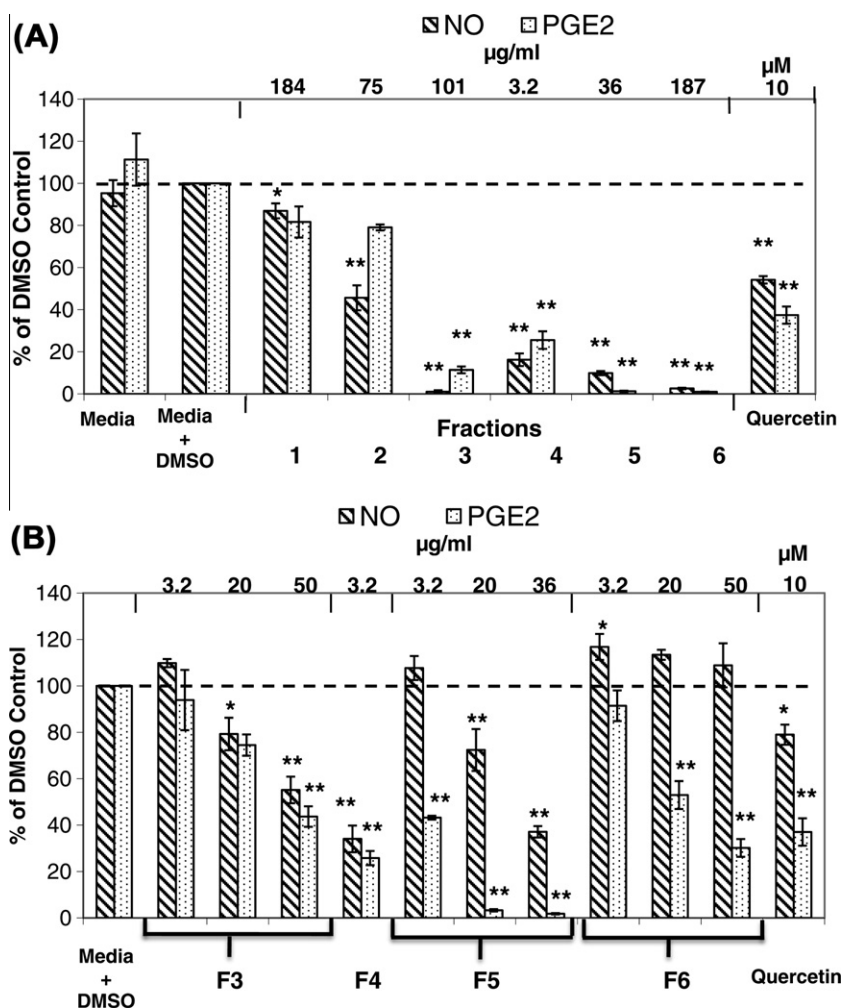 (A)
NO PGE2
µg/ml
µM
184 75 101 3.2 36 187 10
140
120
100
80
60
40
20
0
% of DMSO Control
*
**
** **
** **
** **
** **
** **
Media
Media
+
DMSO
Fractions
1 2 3 4 5 6
Quercetin
(B)
NO PGE2
µg/ml
µM
3.2 20 50 3.2 3.2 20 36 3.2 20 50 10
140
120
100
80
60
40
20
0
% of DMSO Control
*
** **
** **
**
** **
** **
*
**
**
* **
Media
+
DMSO
F3 F4 F5 F6 Quercetin